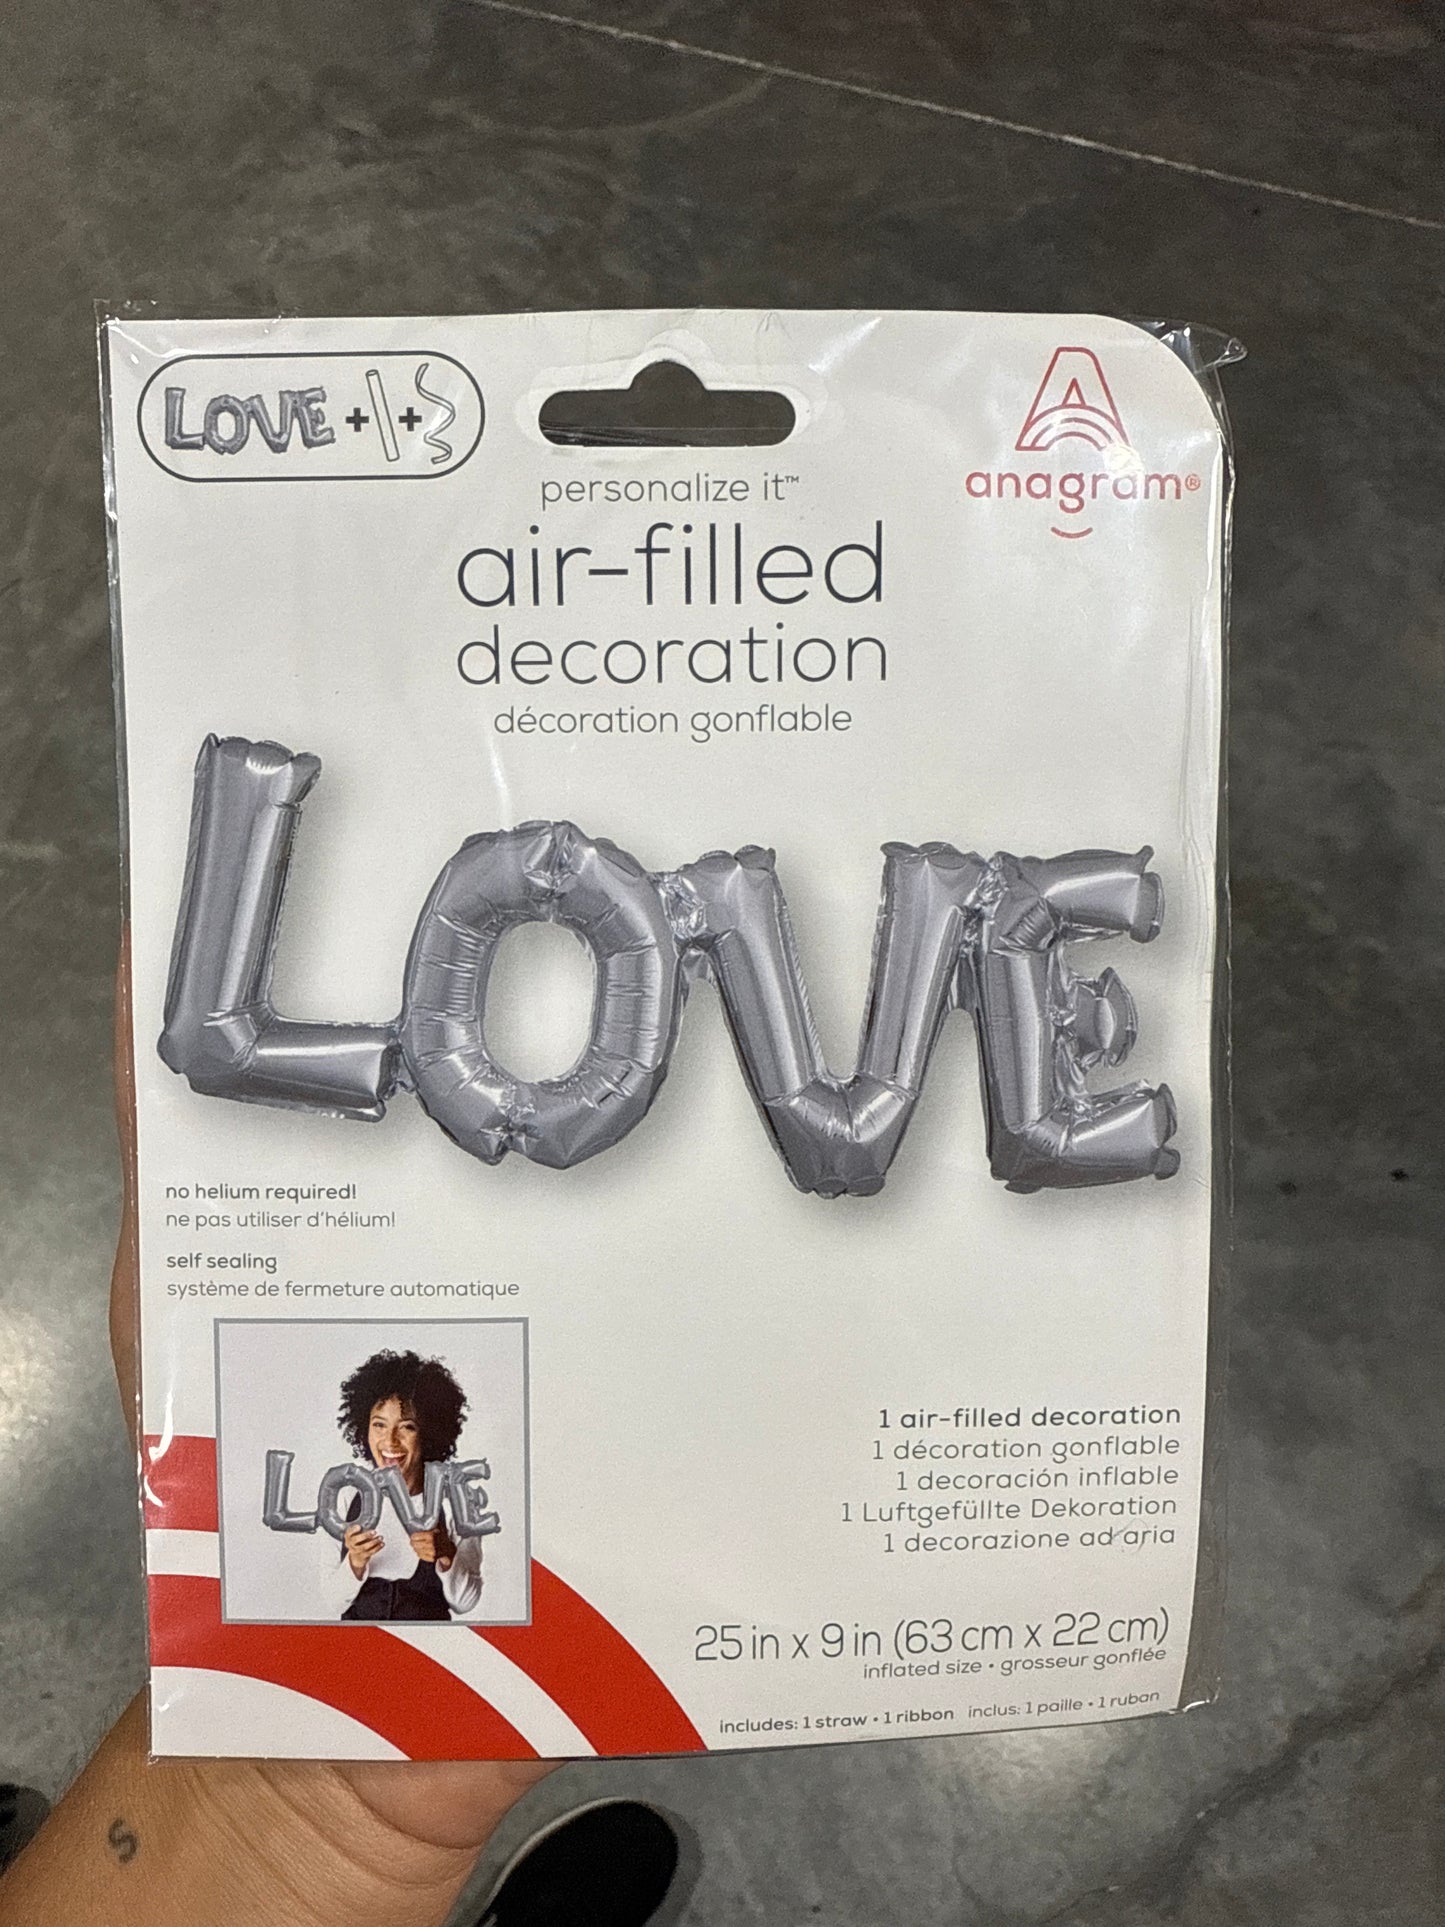 LOVE + +
anagram®
personalize it™
air-filled
decoration
décoration gonflable
LOVE
no helium required!
ne pas utiliser d'hélium!
self sealing
système de fermeture automatique
LOVE
1 air-filled decoration
1 décoration gonflable
1 decoración inflable
1 Luftgefüllte Dekoration
1 decorazione ad aria
25 in x 9 in (63 cm x 22 cm)
inflated size • grosseur gonflée
includes: 1 straw • 1 ribbon inclus: 1 paille • 1 ruban
S